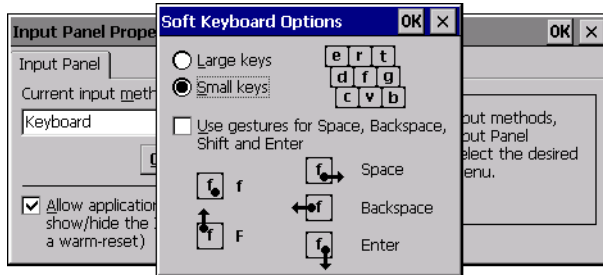 Input Panel Prope
OK ×
Input Panel
Current input meth
Keyboard
Allow application
show/hide the
a warm-reset)
put methods,
put Panel
elect the desired
enu.
Soft Keyboard Options
OK ×
Large keys
Small keys
e r t
d f g
c v b
Use gestures for Space, Backspace,
Shift and Enter
f f
f Space
f Backspace
f F
f Enter